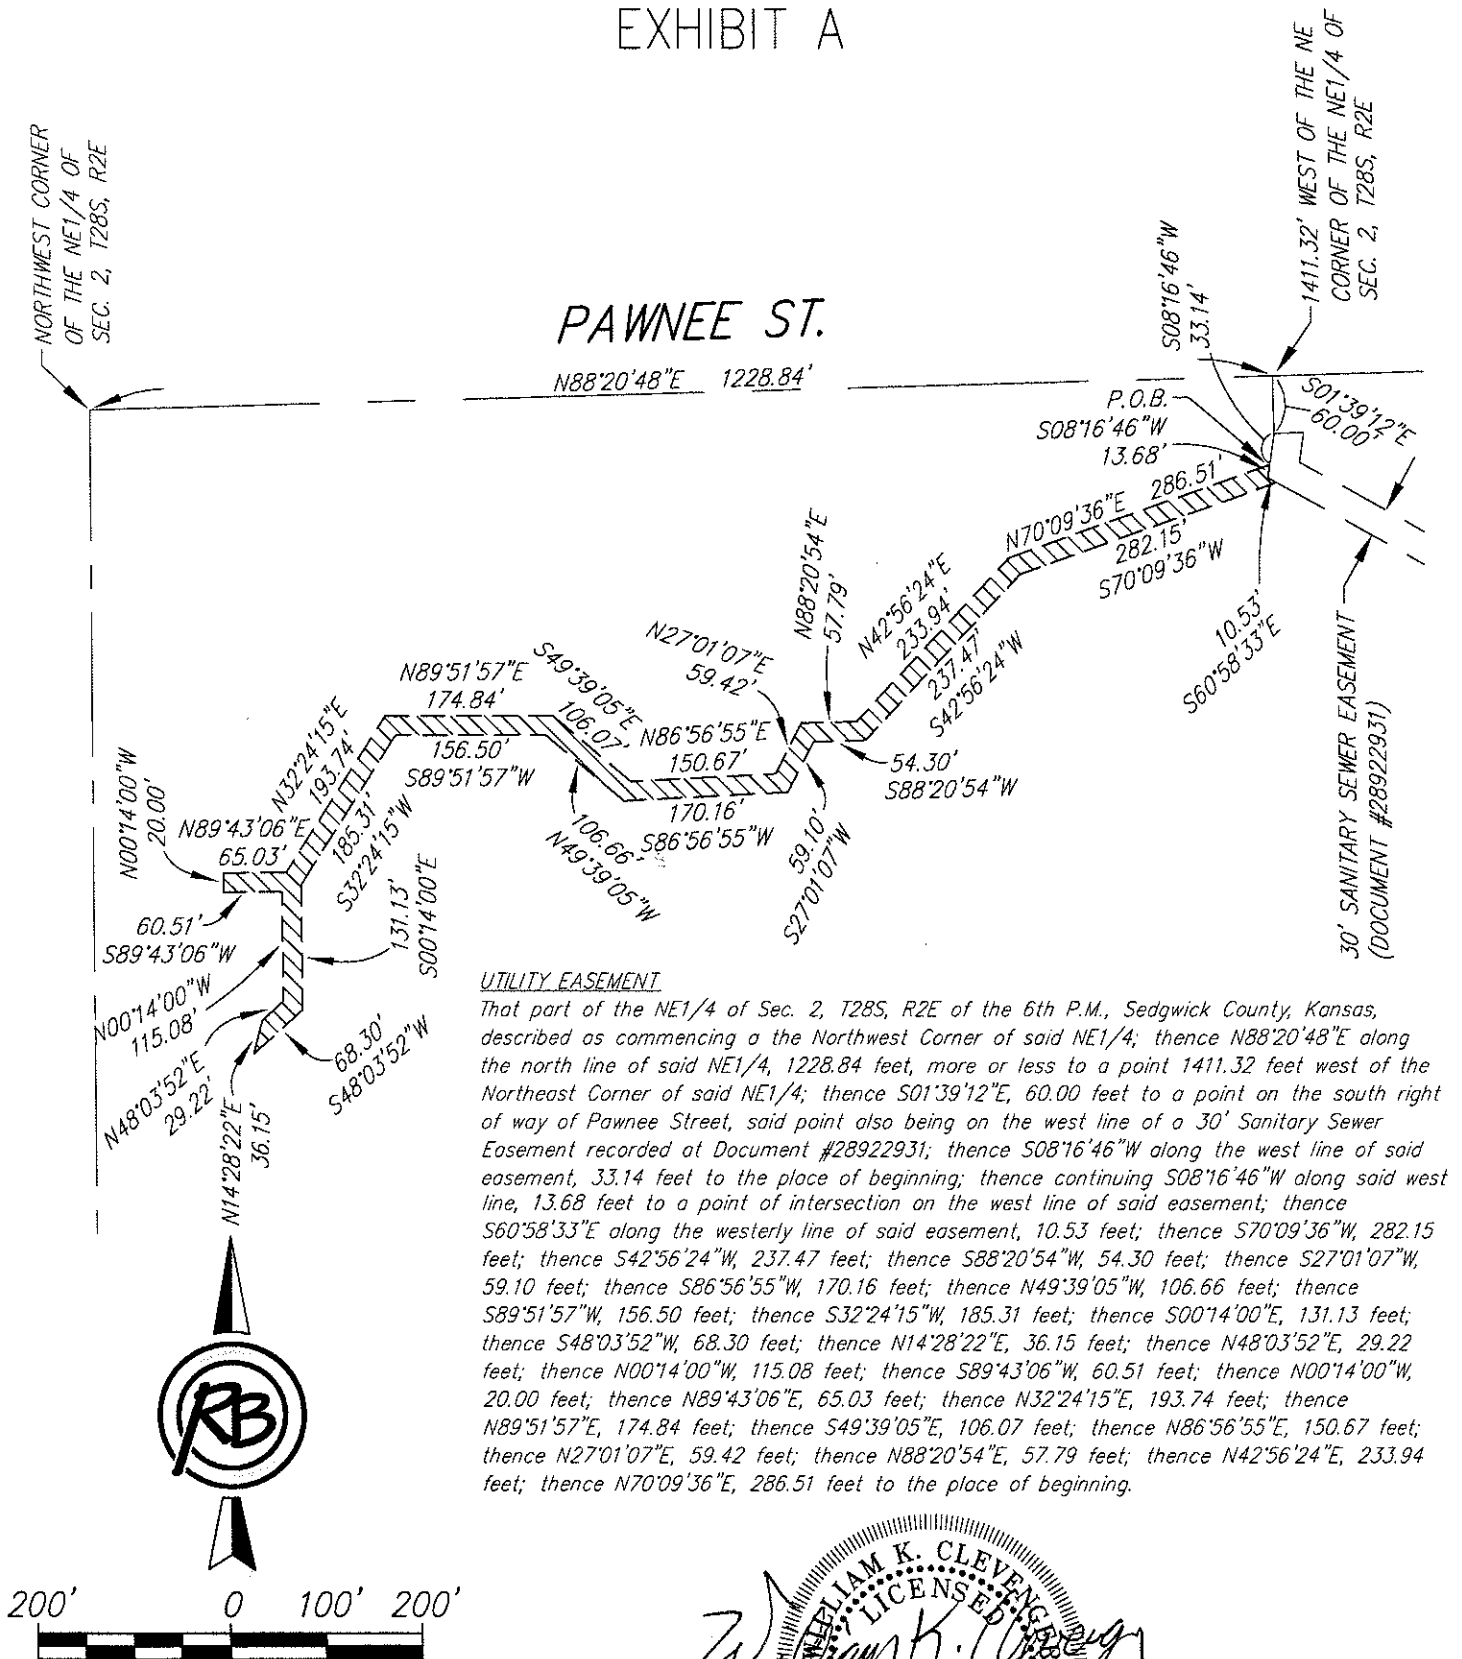 EXHIBIT A
NORTHWEST CORNER
OF THE NE1/4 OF
SEC. 2, T28S, R2E
1411.32' WEST OF THE NE
CORNER OF THE NE1/4 OF
SEC. 2, T28S, R2E
PAWNEE ST.
N88°20'48"E 1228.84'
S08°16'46"W
33.14'
S01°39'12"E
60.00'
P.O.B.
S08°16'46"W
13.68'
N70°09'36"E 286.51'
282.15'
S70°09'36"W
10.53'
S60°58'33"E
30' SANITARY SEWER EASEMENT
(DOCUMENT #28922931)
N88°20'54"E
57.79'
N42°56'24"E
233.94'
237.47'
S42°56'24"W
N27°01'07"E
59.42'
54.30'
S88°20'54"W
59.10'
S27°01'07"W
N89°51'57"E
174.84'
156.50'
S89°51'57"W
S49°39'05"E
106.07'
106.66'
N49°39'05"W
N86°56'55"E
150.67'
170.16'
S86°56'55"W
N32°24'15"E
193.74'
185.31'
S32°24'15"W
N00°14'00"W
20.00'
N89°43'06"E
65.03'
60.51'
S89°43'06"W
131.13'
S00°14'00"E
N00°14'00"W
115.08'
68.30'
S48°03'52"W
N48°03'52"E
29.22'
N14°28'22"E
36.15'
UTILITY EASEMENT
That part of the NE1/4 of Sec. 2, T28S, R2E of the 6th P.M., Sedgwick County, Kansas,
described as commencing a the Northwest Corner of said NE1/4; thence N88°20'48"E along
the north line of said NE1/4, 1228.84 feet, more or less to a point 1411.32 feet west of the
Northeast Corner of said NE1/4; thence S01°39'12"E, 60.00 feet to a point on the south right
of way of Pawnee Street, said point also being on the west line of a 30' Sanitary Sewer
Easement recorded at Document #28922931; thence S08°16'46"W along the west line of said
easement, 33.14 feet to the place of beginning; thence continuing S08°16'46"W along said west
line, 13.68 feet to a point of intersection on the west line of said easement; thence
S60°58'33"E along the westerly line of said easement, 10.53 feet; thence S70°09'36"W, 282.15
feet; thence S42°56'24"W, 237.47 feet; thence S88°20'54"W, 54.30 feet; thence S27°01'07"W,
59.10 feet; thence S86°56'55"W, 170.16 feet; thence N49°39'05"W, 106.66 feet; thence
S89°51'57"W, 156.50 feet; thence S32°24'15"W, 185.31 feet; thence S00°14'00"E, 131.13 feet;
thence S48°03'52"W, 68.30 feet; thence N14°28'22"E, 36.15 feet; thence N48°03'52"E, 29.22
feet; thence N00°14'00"W, 115.08 feet; thence S89°43'06"W, 60.51 feet; thence N00°14'00"W,
20.00 feet; thence N89°43'06"E, 65.03 feet; thence N32°24'15"E, 193.74 feet; thence
N89°51'57"E, 174.84 feet; thence S49°39'05"E, 106.07 feet; thence N86°56'55"E, 150.67 feet;
thence N27°01'07"E, 59.42 feet; thence N88°20'54"E, 57.79 feet; thence N42°56'24"E, 233.94
feet; thence N70°09'36"E, 286.51 feet to the place of beginning.
RB
200' 0 100' 200'
WILLIAM K. CLEVENGER
LICENSED